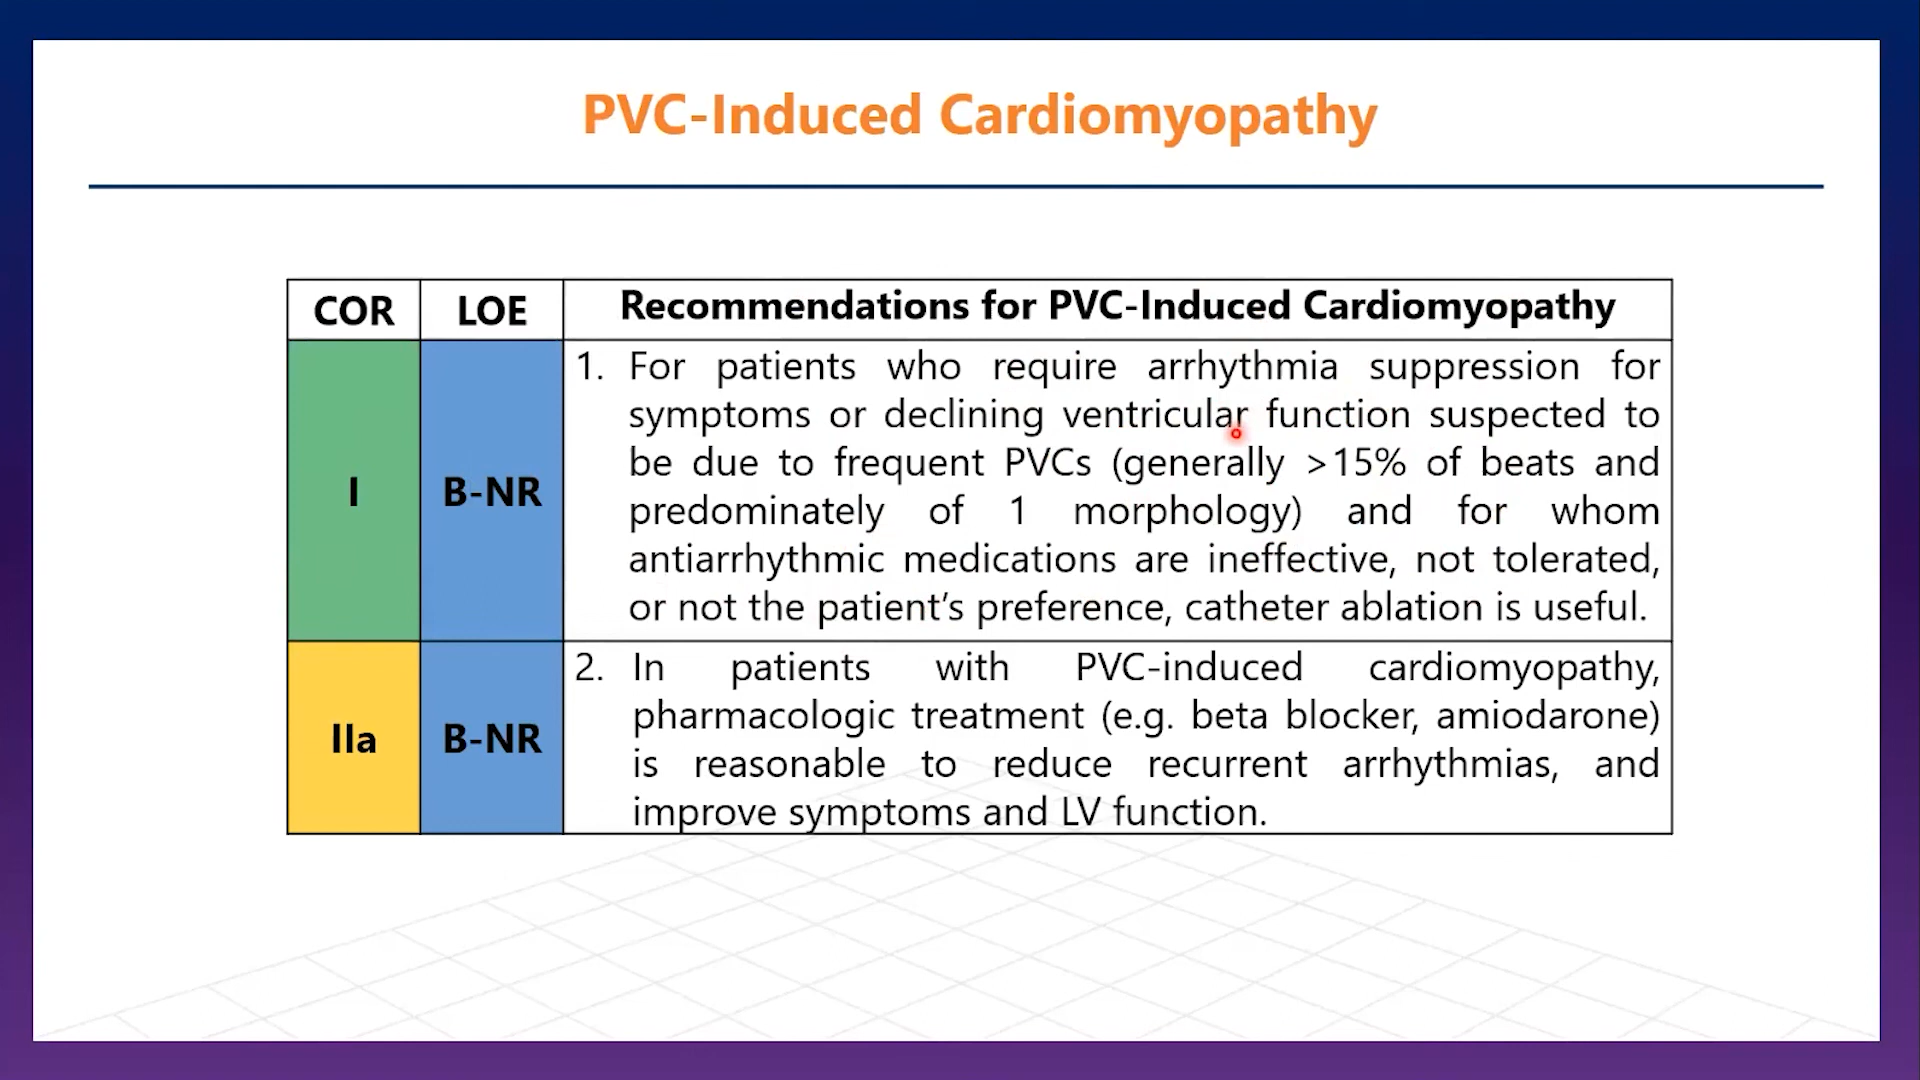 PVC-Induced Cardiomyopathy
COR LOE Recommendations for PVC-Induced Cardiomyopathy
I B-NR
1. For patients who require arrhythmia suppression for
symptoms or declining ventricular function suspected to
be due to frequent PVCs (generally >15% of beats and
predominately of 1 morphology) and for whom
antiarrhythmic medications are ineffective, not tolerated,
or not the patient’s preference, catheter ablation is useful.
IIa B-NR
2. In patients with PVC-induced cardiomyopathy,
pharmacologic treatment (e.g. beta blocker, amiodarone)
is reasonable to reduce recurrent arrhythmias, and
improve symptoms and LV function.